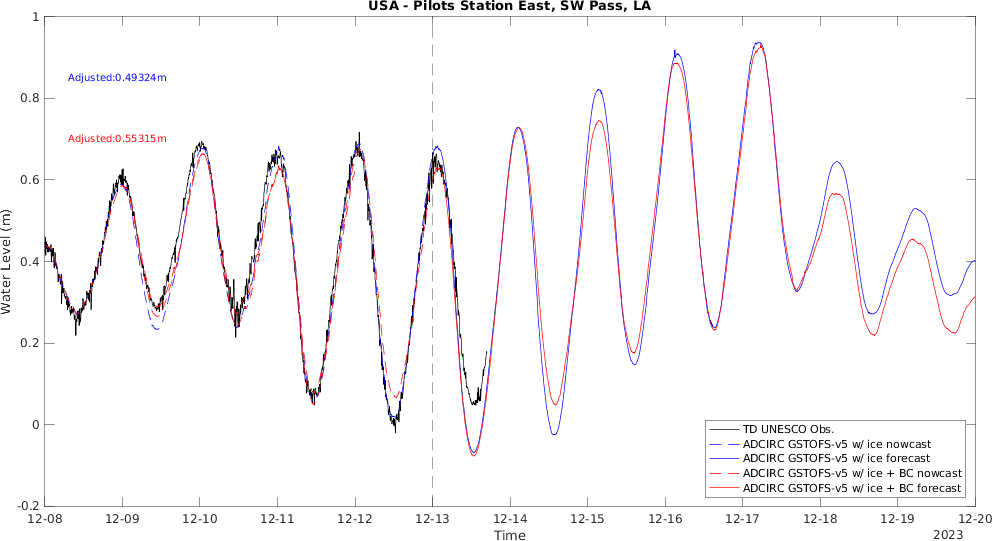 USA - Pilots Station East, SW Pass, LA
1
Adjusted:0.49324m
0.8
Adjusted:0.55315m
0.6
Water Level (m)
0.4
0.2
0
-0.2
TD UNESCO Obs.
ADCIRC GSTOFS-v5 w/ ice nowcast
ADCIRC GSTOFS-v5 w/ ice forecast
ADCIRC GSTOFS-v5 w/ ice + BC nowcast
ADCIRC GSTOFS-v5 w/ ice + BC forecast
12-08 12-09 12-10 12-11 12-12 12-13 12-14 12-15 12-16 12-17 12-18 12-19 12-20
Time
2023